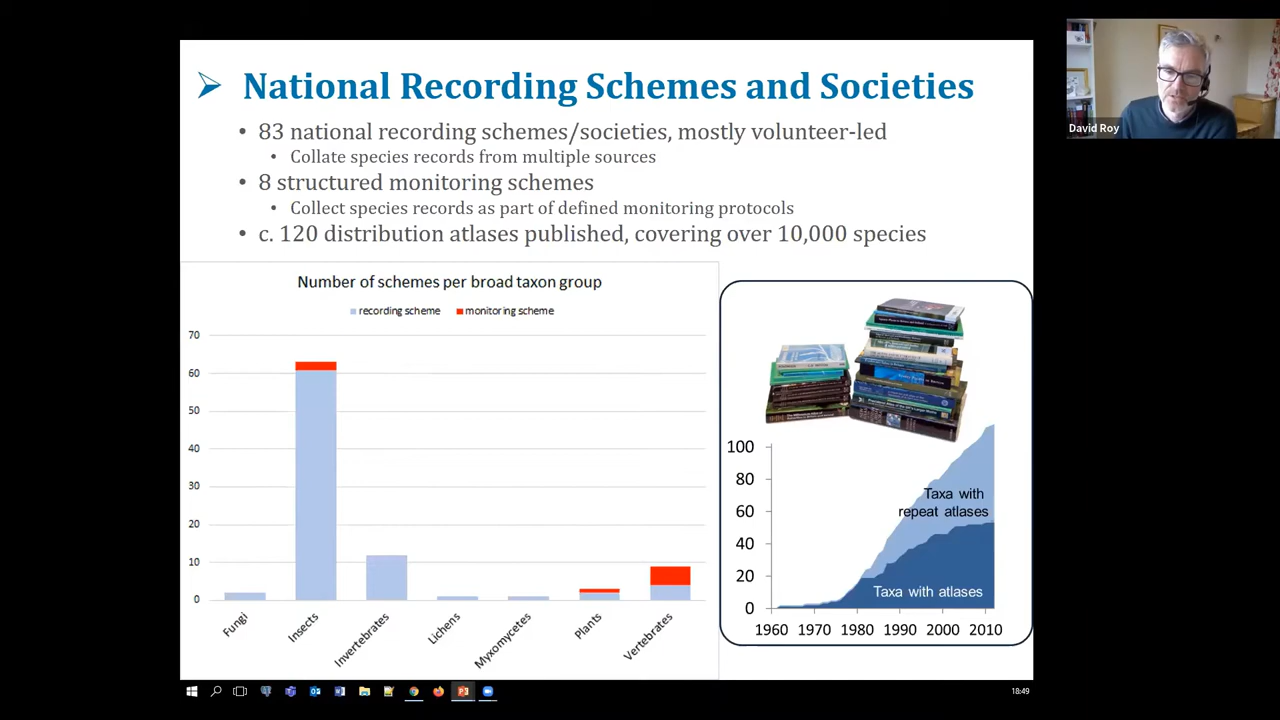 National Recording Schemes and Societies
• 83 national recording schemes/societies, mostly volunteer-led
• Collate species records from multiple sources
• 8 structured monitoring schemes
• Collect species records as part of defined monitoring protocols
• c. 120 distribution atlases published, covering over 10,000 species
Number of schemes per broad taxon group
recording scheme monitoring scheme
70
60
50
40
30
20
10
0
Fungi
Insects
Invertebrates
Lichens
Myxomycetes
Plants
Vertebrates
100
80
60
40
20
0
Taxa with
repeat atlases
Taxa with atlases
1960 1970 1980 1990 2000 2010
David Roy
18:49